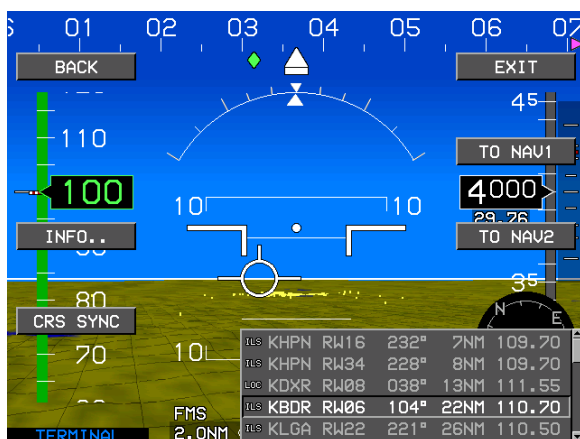 01 02 03 04 05 06 07
BACK
EXIT
110
45
TO NAV1
100
4000
10 10
29.76
INFO..
TO NAV2
35
80
CRS SYNC
N E
70
10
ILS KHPN RW16 232° 7NM 109.70
ILS KHPN RW34 228° 8NM 109.70
LOC KDXR RW08 038° 13NM 111.55
ILS KBDR RW06 104° 22NM 110.70
ILS KLGA RW22 221° 26NM 110.50
FMS
TERMINAL 2.0NM